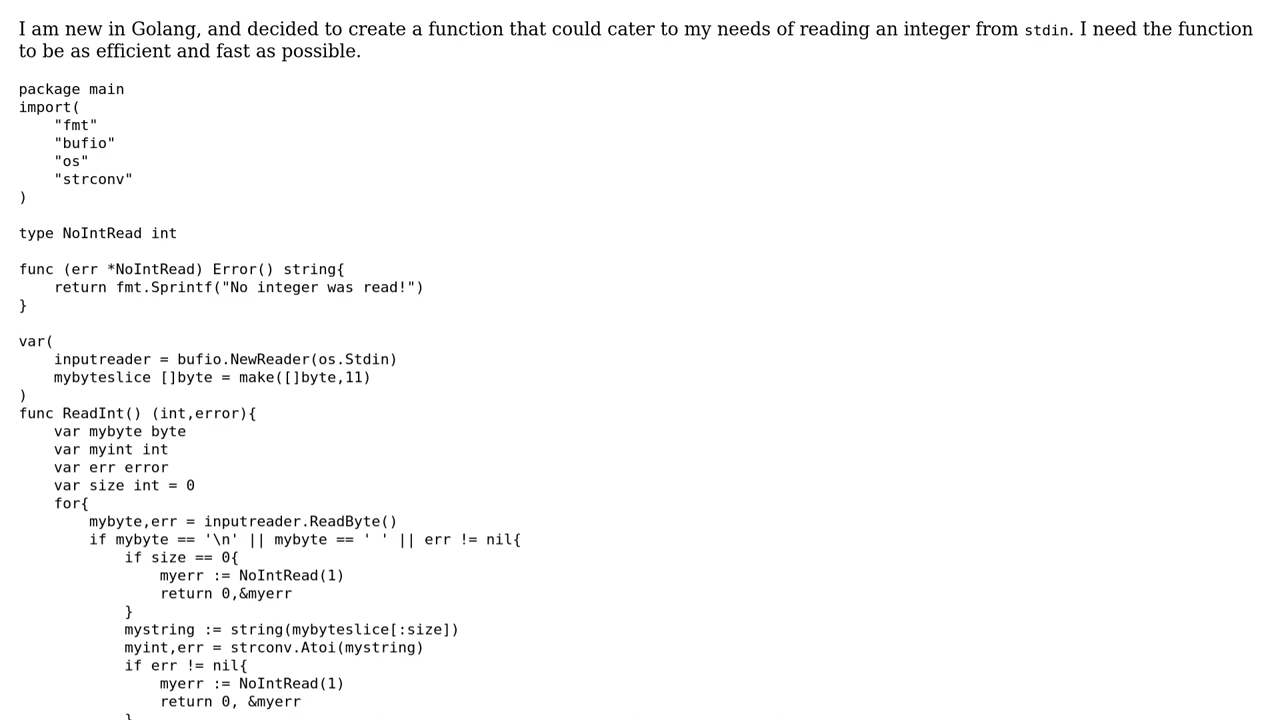 I am new in Golang, and decided to create a function that could cater to my needs of reading an integer from stdin. I need the function
to be as efficient and fast as possible.
package main
import(
    "fmt"
    "bufio"
    "os"
    "strconv"
)
type NoIntRead int
func (err *NoIntRead) Error() string{
    return fmt.Sprintf("No integer was read!")
}
var(
    inputreader = bufio.NewReader(os.Stdin)
    mybyteslice []byte = make([]byte,11)
)
func ReadInt() (int,error){
    var mybyte byte
    var myint int
    var err error
    var size int = 0
    for{
        mybyte,err = inputreader.ReadByte()
        if mybyte == '\n' || mybyte == ' ' || err != nil{
            if size == 0{
                myerr := NoIntRead(1)
                return 0,&myerr
            }
            mystring := string(mybyteslice[:size])
            myint,err = strconv.Atoi(mystring)
            if err != nil{
                myerr := NoIntRead(1)
                return 0, &myerr
            }